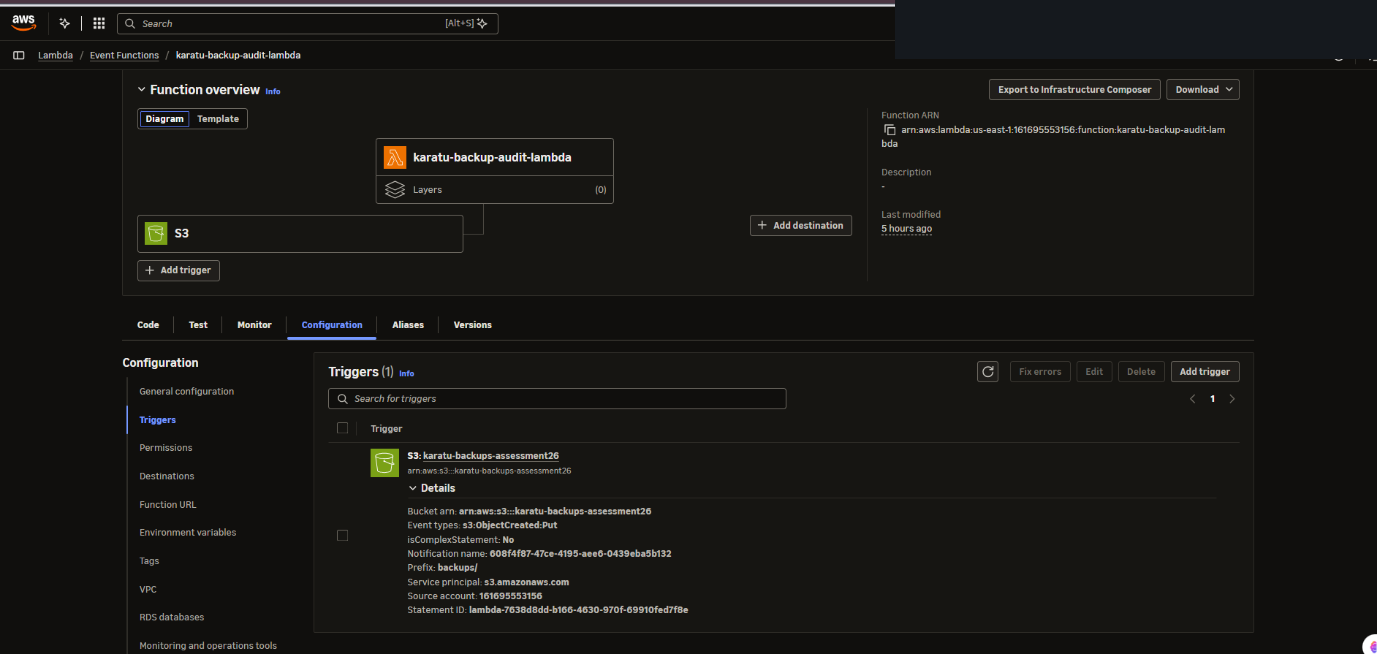 aws
Search [Alt+S]
Lambda / Event Functions / karatu-backup-audit-lambda
Function overview Info
Export to Infrastructure Composer Download
Diagram Template
karatu-backup-audit-lambda
Layers (0)
S3
+ Add destination
+ Add trigger
Function ARN
arn:aws:lambda:us-east-1:161695553156:function:karatu-backup-audit-lam
bda
Description
-
Last modified
5 hours ago
Code Test Monitor Configuration Aliases Versions
Configuration
General configuration
Triggers
Permissions
Destinations
Function URL
Environment variables
Tags
VPC
RDS databases
Monitoring and operations tools
Triggers (1) Info
Fix errors Edit Delete Add trigger
Search for triggers
1
Trigger
S3: karatu-backups-assessment26
arn:aws:s3:::karatu-backups-assessment26
Details
Bucket arn: arn:aws:s3:::karatu-backups-assessment26
Event types: s3:ObjectCreated:Put
isComplexStatement: No
Notification name: 608f4f87-47ce-4195-aee6-0439eba5b132
Prefix: backups/
Service principal: s3.amazonaws.com
Source account: 161695553156
Statement ID: lambda-7638d8dd-b166-4630-970f-69910fed7f8e